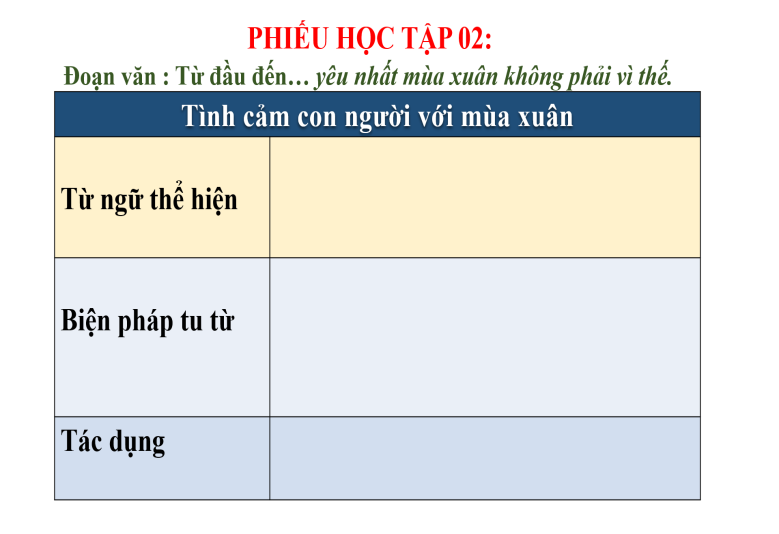 PHIẾU HỌC TẬP 02:
Đoạn văn : Từ đầu đến… yêu nhất mùa xuân không phải vì thế.
Tình cảm con người với mùa xuân
Từ ngữ thể hiện
Biện pháp tu từ
Tác dụng